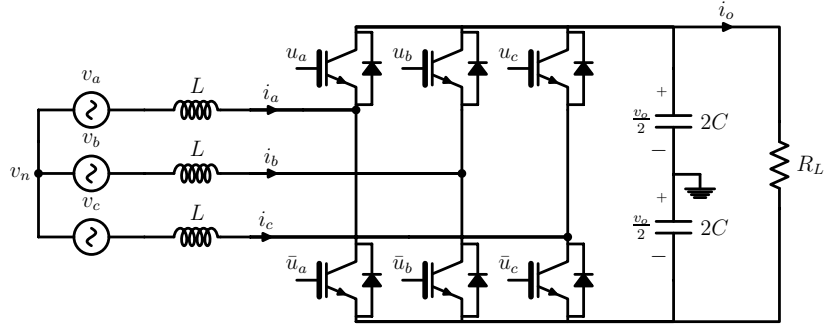 i_o
u_a u_b u_c
v_a L i_a
+
v_o/2 2C
−
v_b L i_b
v_n R_L
v_c L i_c
+
v_o/2 2C
−
ū_a ū_b ū_c